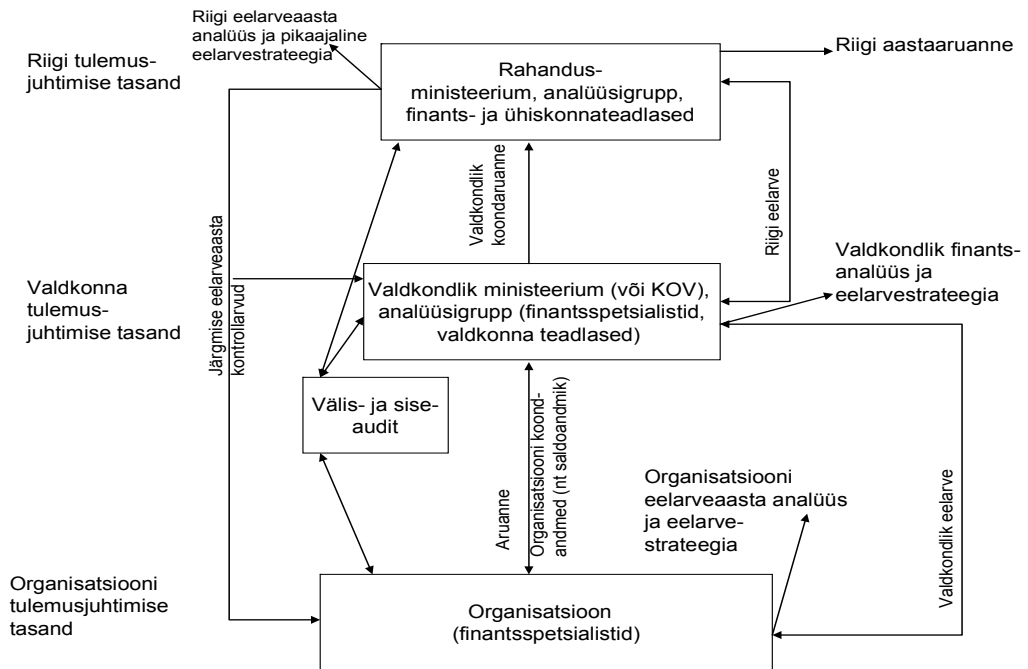 Riigi eelarveaasta
analüüs ja pikaajaline
eelarvestrateegia
Riigi aastaaruanne
Riigi tulemus-
juhtimise tasand
Rahandus-
ministeerium, analüüsigrupp,
finants- ja ühiskonnateadlased
Valdkondlik
koondaruanne
Riigi eelarve
Järgmise eelarveaasta
kontrollarvud
Valdkonna
tulemus-
juhtimise tasand
Valdkondlik ministeerium (või KOV),
analüüsigrupp (finantsspetsialistid,
valdkonna teadlased)
Valdkondlik finants-
analüüs ja
eelarvestrateegia
Välis- ja sise-
audit
Aruanne
Organisatsiooni koond-
andmed (nt saldoandmik)
Organisatsiooni
eelarveaasta analüüs
ja eelarve-
strateegia
Valdkondlik eelarve
Organisatsiooni
tulemusjuhtimise
tasand
Organisatsioon
(finantsspetsialistid)